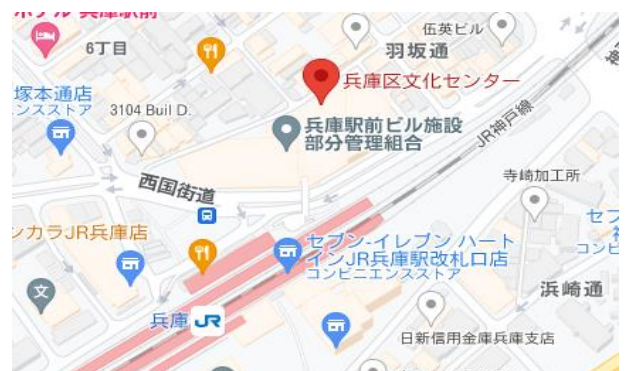 ホテル 兵庫駅前
伍英ビル
6丁目
羽坂通
兵庫区文化センター
塚本通店
ンスストア
3104 Buil D.
兵庫駅前ビル施設
部分管理組合
JR神戸線
西国街道
寺崎加工所
ンカラJR兵庫店
セブン-イレブン ハート
インJR兵庫駅改札口店
コンビニエンスストア
セブ
コンビ
文
浜崎通
兵庫 JR
日新信用金庫兵庫支店